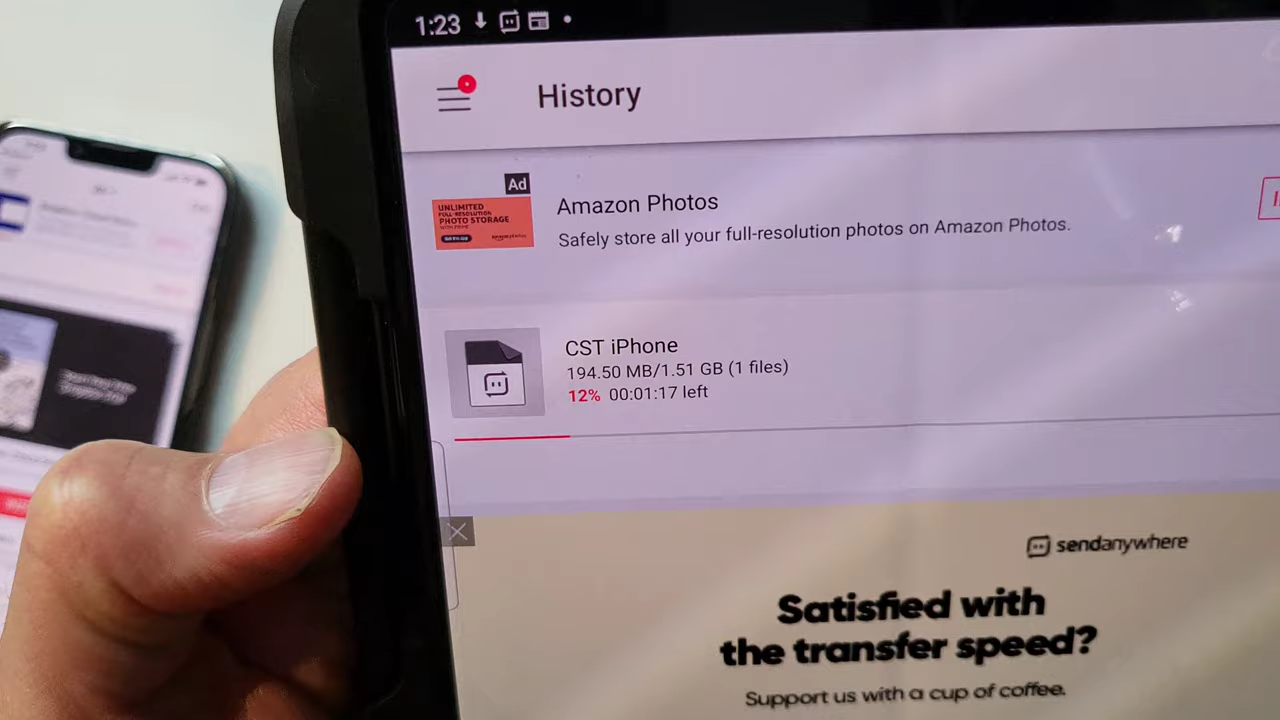 1:23
History
Ad
UNLIMITED
FULL-RESOLUTION
PHOTO STORAGE
Amazon Photos
Safely store all your full-resolution photos on Amazon Photos.
CST iPhone
194.50 MB/1.51 GB (1 files)
12% 00:01:17 left
sendanywhere
Satisfied with
the transfer speed?
Support us with a cup of coffee.